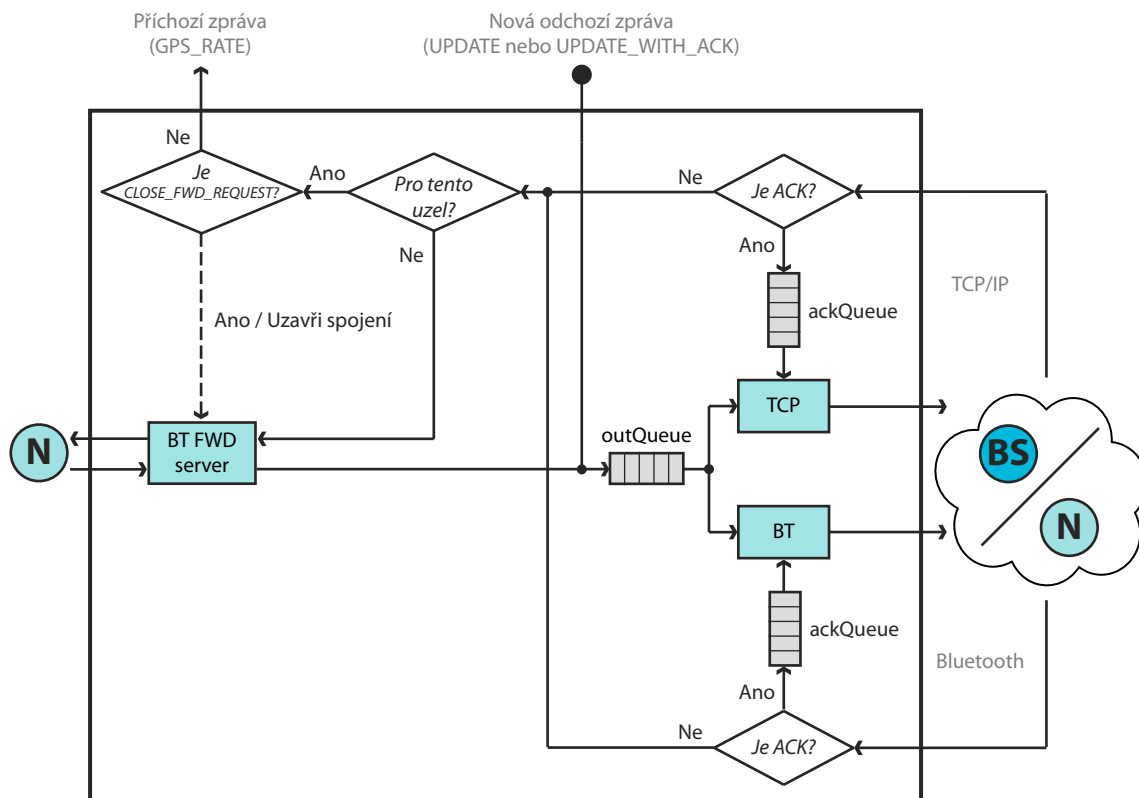 Příchozí zpráva
(GPS_RATE)
Nová odchozí zpráva
(UPDATE nebo UPDATE_WITH_ACK)
Ne
Je
CLOSE_FWD_REQUEST?
Ano
Pro tento
uzel?
Ne
Je ACK?
Ne
Ano
ackQueue
TCP/IP
Ano / Uzavři spojení
TCP
N
BT FWD
server
outQueue
BS
N
BT
ackQueue
Bluetooth
Ano
Ne
Je ACK?